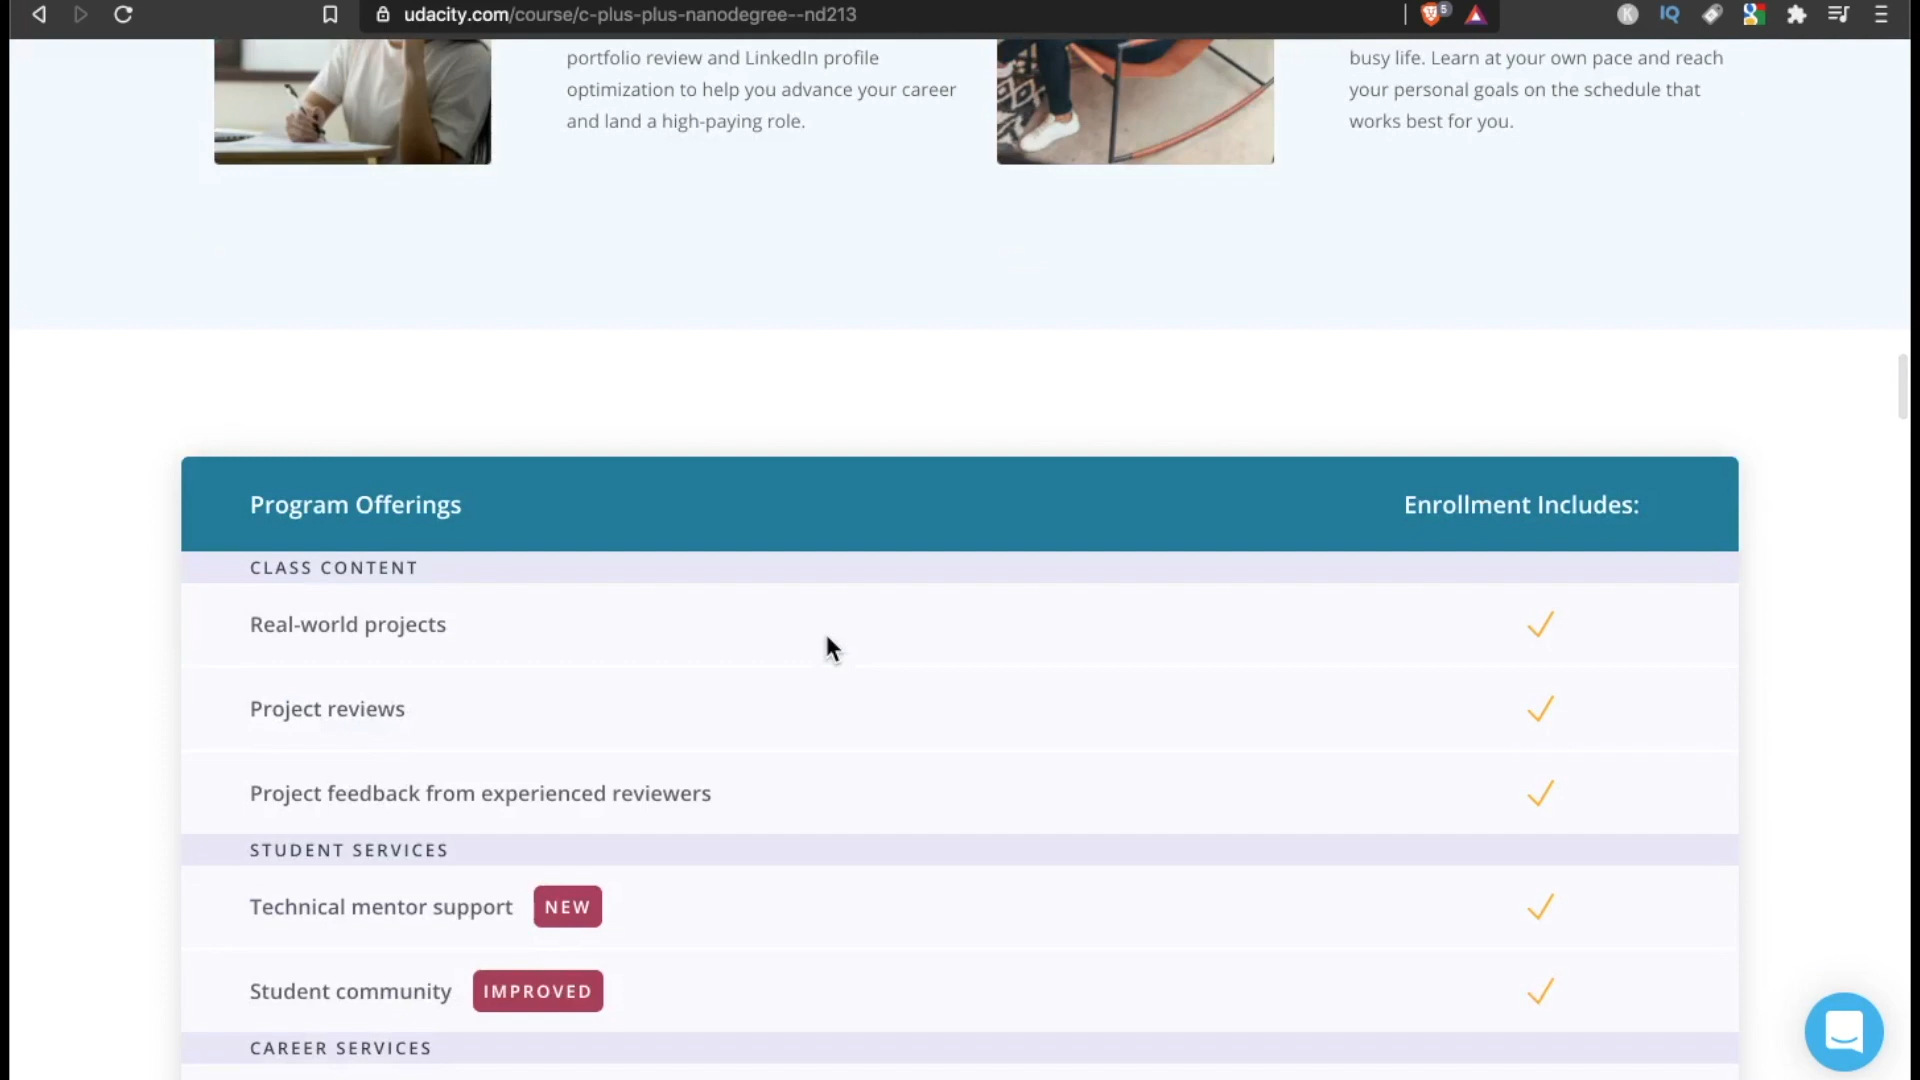 udacity.com/course/c-plus-plus-nanodegree--nd213
5
K
IQ
portfolio review and LinkedIn profile
optimization to help you advance your career
and land a high-paying role.
busy life. Learn at your own pace and reach
your personal goals on the schedule that
works best for you.
Program Offerings
Enrollment Includes:
CLASS CONTENT
Real-world projects
Project reviews
Project feedback from experienced reviewers
STUDENT SERVICES
Technical mentor support NEW
Student community IMPROVED
CAREER SERVICES